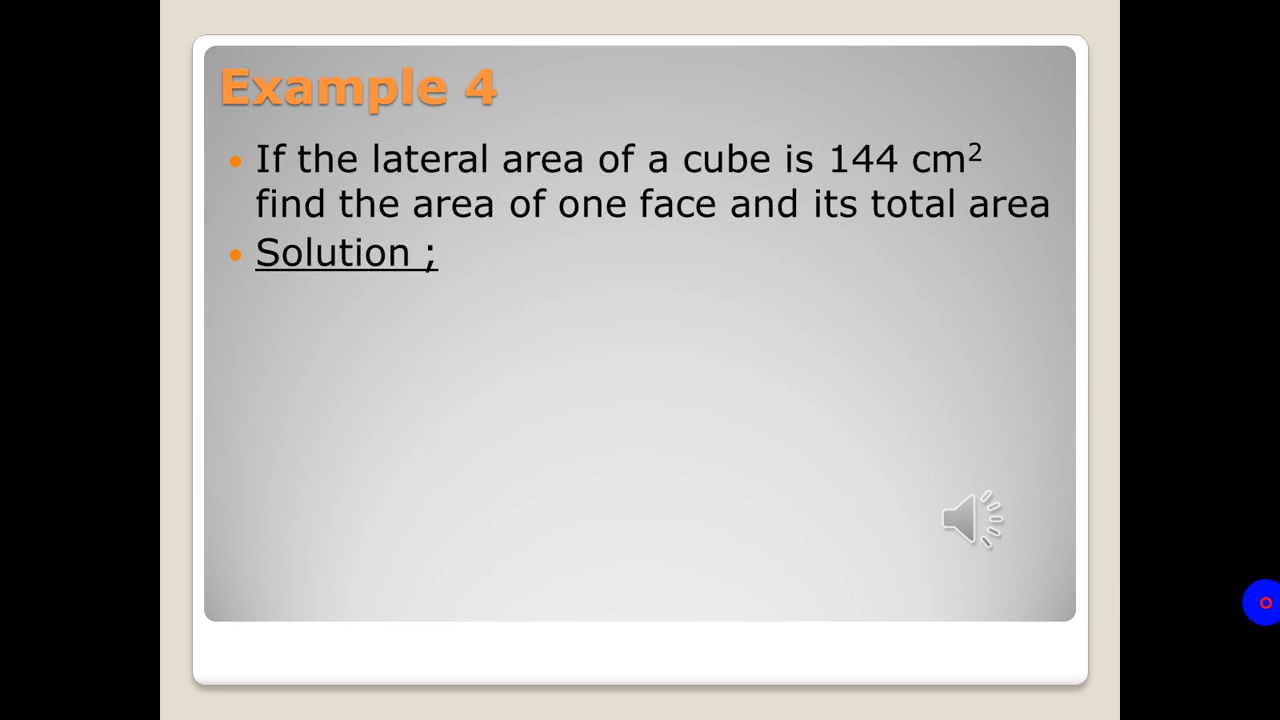 Example 4
• If the lateral area of a cube is 144 cm²
find the area of one face and its total area
• Solution ;